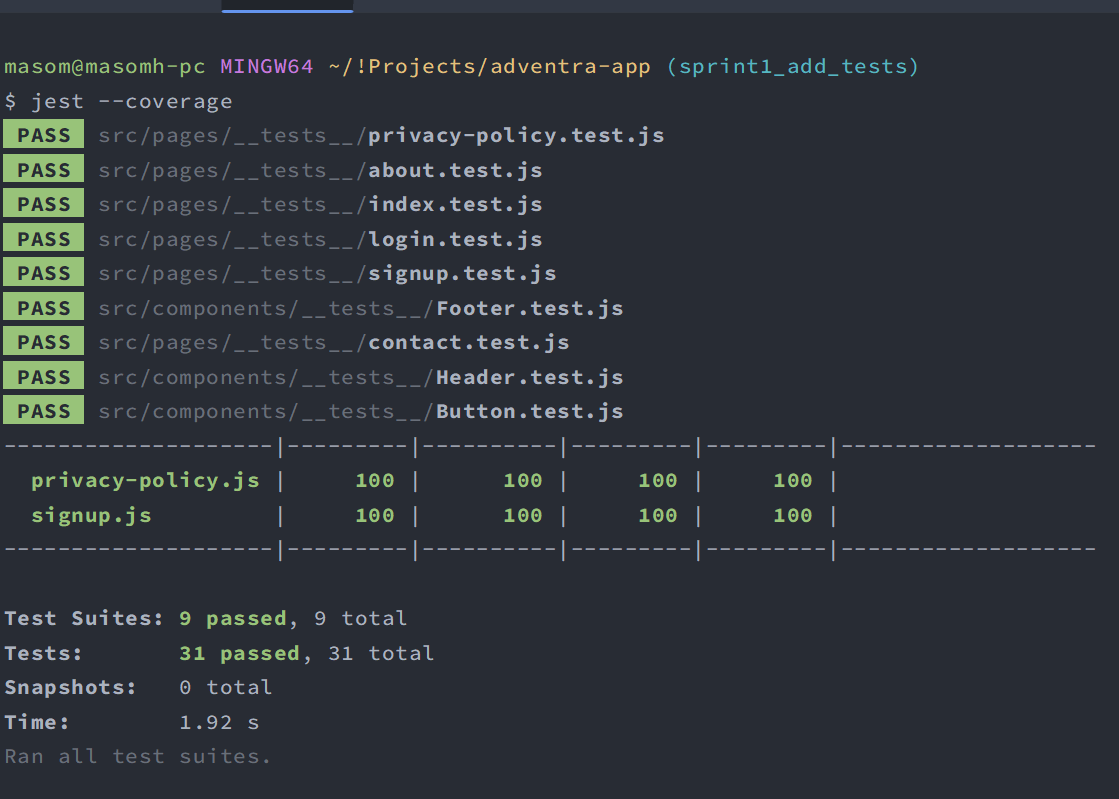 masom@masomh-pc MINGW64 ~/!Projects/adventra-app (sprint1_add_tests)
$ jest --coverage
PASS src/pages/__tests__/privacy-policy.test.js
PASS src/pages/__tests__/about.test.js
PASS src/pages/__tests__/index.test.js
PASS src/pages/__tests__/login.test.js
PASS src/pages/__tests__/signup.test.js
PASS src/components/__tests__/Footer.test.js
PASS src/pages/__tests__/contact.test.js
PASS src/components/__tests__/Header.test.js
PASS src/components/__tests__/Button.test.js
--------------------|---------|----------|---------|---------|-------------------
  privacy-policy.js |     100 |      100 |     100 |     100 |
  signup.js         |     100 |      100 |     100 |     100 |
--------------------|---------|----------|---------|---------|-------------------
Test Suites: 9 passed, 9 total
Tests:       31 passed, 31 total
Snapshots:   0 total
Time:        1.92 s
Ran all test suites.